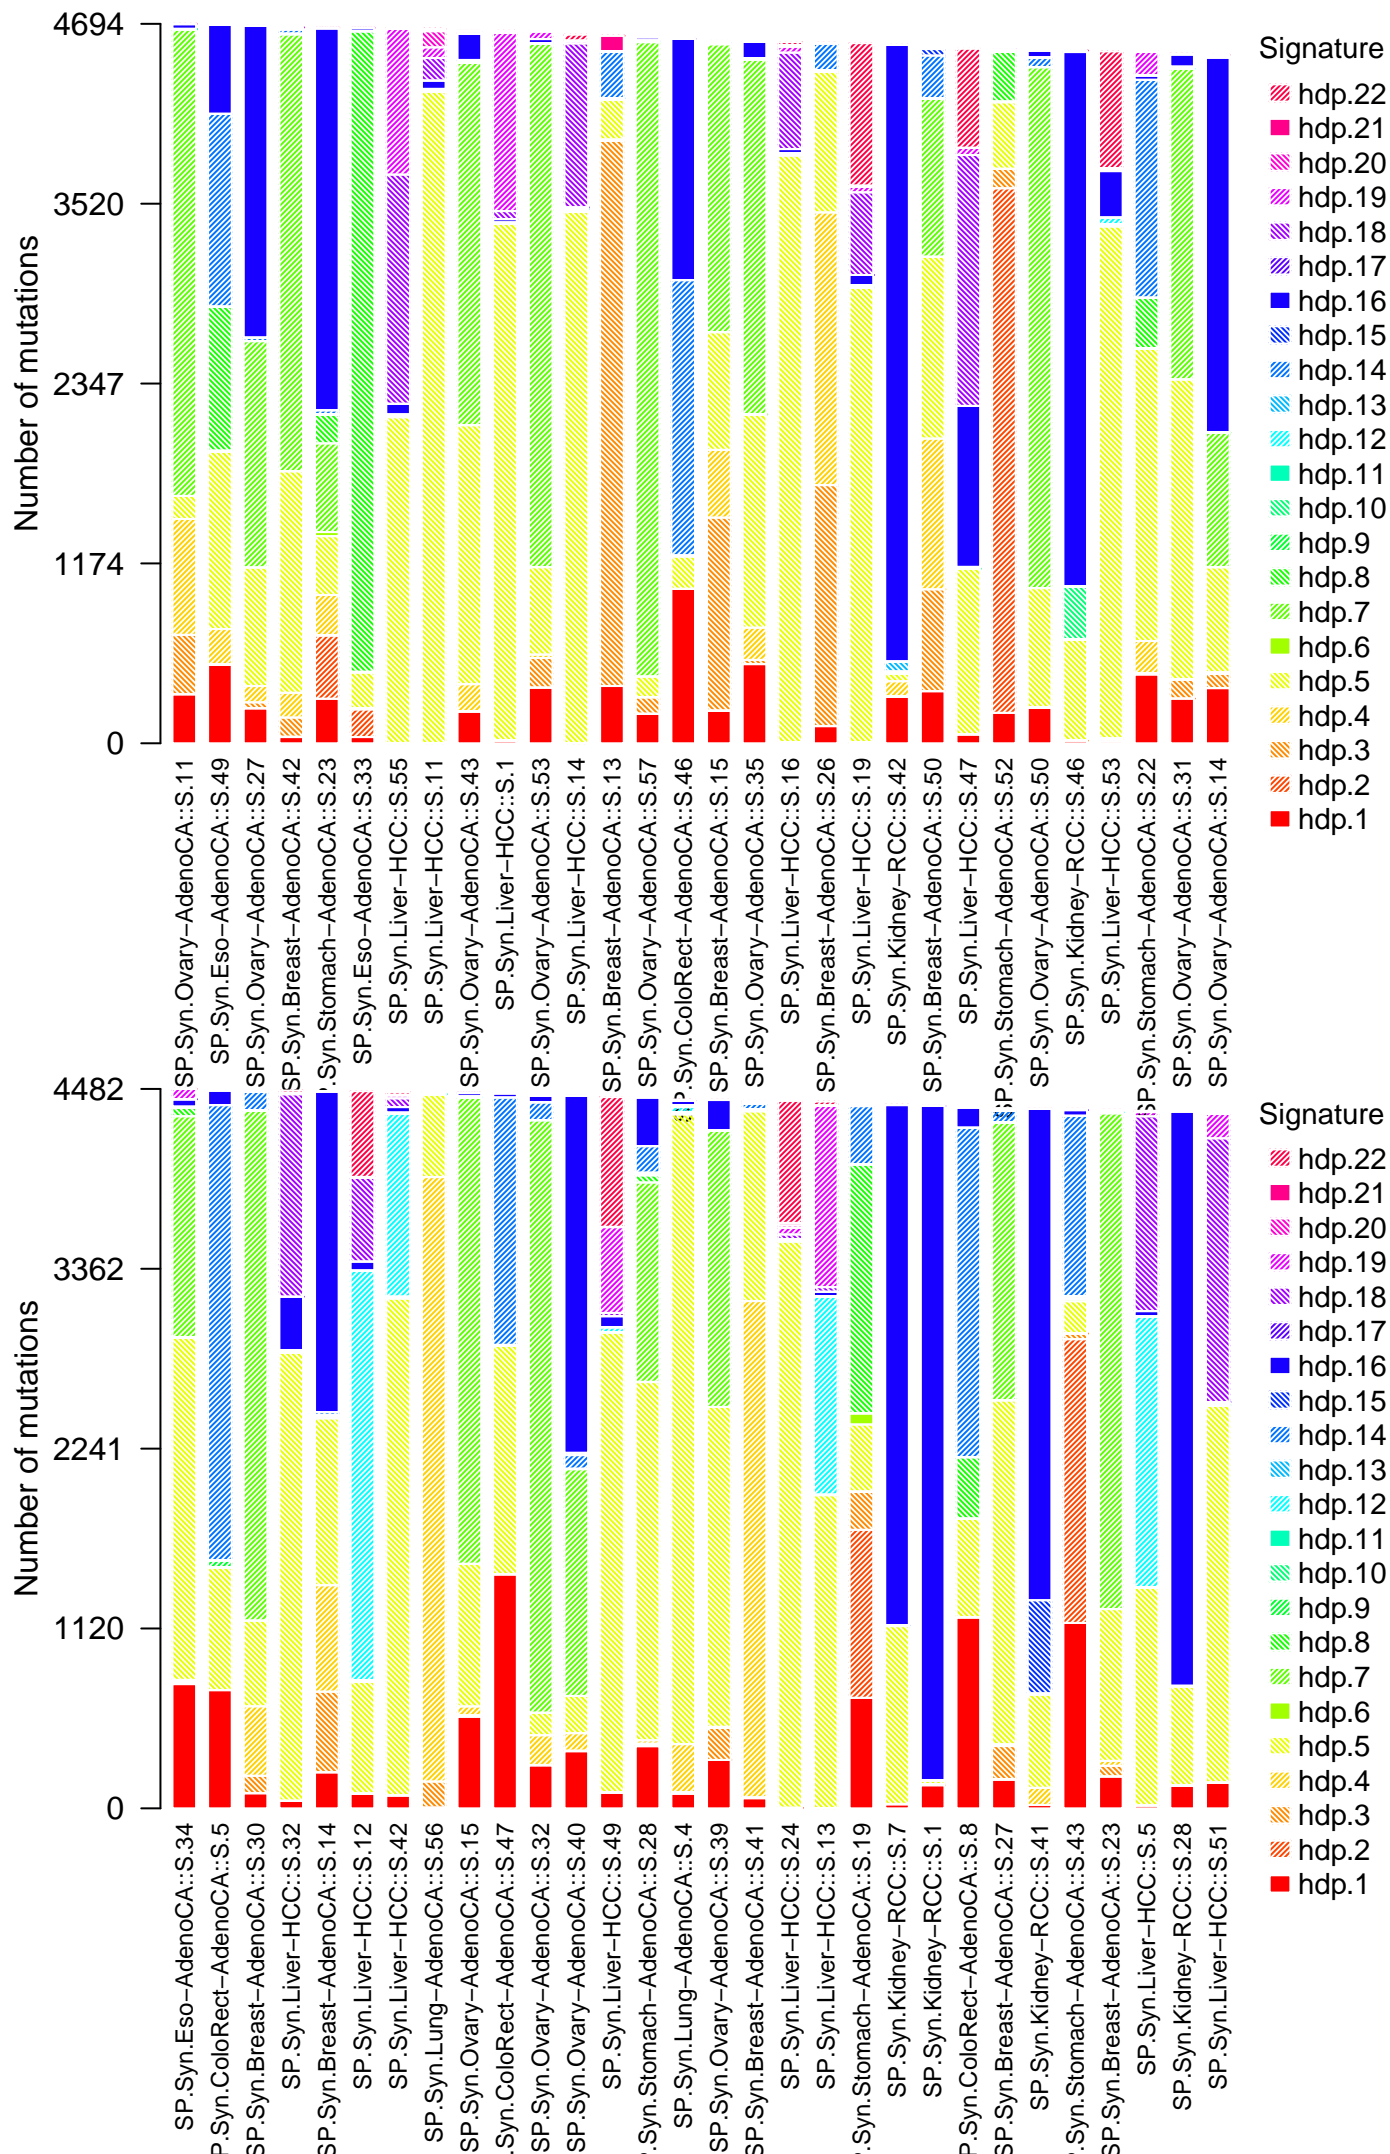 Number of mutations
4694
3520
2347
1174
0
SP.Syn.Ovary−AdenoCA::S.11
SP.Syn.Eso−AdenoCA::S.49
SP.Syn.Ovary−AdenoCA::S.27
SP.Syn.Breast−AdenoCA::S.42
.Syn.Stomach−AdenoCA::S.23
SP.Syn.Eso−AdenoCA::S.33
SP.Syn.Liver−HCC::S.55
SP.Syn.Liver−HCC::S.11
SP.Syn.Ovary−AdenoCA::S.43
SP.Syn.Liver−HCC::S.1
SP.Syn.Ovary−AdenoCA::S.53
SP.Syn.Liver−HCC::S.14
SP.Syn.Breast−AdenoCA::S.13
SP.Syn.Ovary−AdenoCA::S.57
P.Syn.ColoRect−AdenoCA::S.46
SP.Syn.Breast−AdenoCA::S.15
SP.Syn.Ovary−AdenoCA::S.35
SP.Syn.Liver−HCC::S.16
SP.Syn.Breast−AdenoCA::S.26
SP.Syn.Liver−HCC::S.19
SP.Syn.Kidney−RCC::S.42
SP.Syn.Breast−AdenoCA::S.50
SP.Syn.Liver−HCC::S.47
SP.Syn.Stomach−AdenoCA::S.52
SP.Syn.Ovary−AdenoCA::S.50
SP.Syn.Kidney−RCC::S.46
SP.Syn.Liver−HCC::S.53
SP.Syn.Stomach−AdenoCA::S.22
SP.Syn.Ovary−AdenoCA::S.31
SP.Syn.Ovary−AdenoCA::S.14
Signature
hdp.22
hdp.21
hdp.20
hdp.19
hdp.18
hdp.17
hdp.16
hdp.15
hdp.14
hdp.13
hdp.12
hdp.11
hdp.10
hdp.9
hdp.8
hdp.7
hdp.6
hdp.5
hdp.4
hdp.3
hdp.2
hdp.1
Number of mutations
4482
3362
2241
1120
0
SP.Syn.Eso−AdenoCA::S.34
P.Syn.ColoRect−AdenoCA::S.5
SP.Syn.Breast−AdenoCA::S.30
SP.Syn.Liver−HCC::S.32
SP.Syn.Breast−AdenoCA::S.14
SP.Syn.Liver−HCC::S.12
SP.Syn.Liver−HCC::S.42
SP.Syn.Lung−AdenoCA::S.56
SP.Syn.Ovary−AdenoCA::S.15
.Syn.ColoRect−AdenoCA::S.47
SP.Syn.Ovary−AdenoCA::S.32
SP.Syn.Ovary−AdenoCA::S.40
SP.Syn.Liver−HCC::S.49
.Syn.Stomach−AdenoCA::S.28
SP.Syn.Lung−AdenoCA::S.4
SP.Syn.Ovary−AdenoCA::S.39
SP.Syn.Breast−AdenoCA::S.41
SP.Syn.Liver−HCC::S.24
SP.Syn.Liver−HCC::S.13
.Syn.Stomach−AdenoCA::S.19
SP.Syn.Kidney−RCC::S.7
SP.Syn.Kidney−RCC::S.1
SP.Syn.ColoRect−AdenoCA::S.8
SP.Syn.Breast−AdenoCA::S.27
SP.Syn.Kidney−RCC::S.41
.Syn.Stomach−AdenoCA::S.43
SP.Syn.Breast−AdenoCA::S.23
SP.Syn.Liver−HCC::S.5
SP.Syn.Kidney−RCC::S.28
SP.Syn.Liver−HCC::S.51
Signature
hdp.22
hdp.21
hdp.20
hdp.19
hdp.18
hdp.17
hdp.16
hdp.15
hdp.14
hdp.13
hdp.12
hdp.11
hdp.10
hdp.9
hdp.8
hdp.7
hdp.6
hdp.5
hdp.4
hdp.3
hdp.2
hdp.1